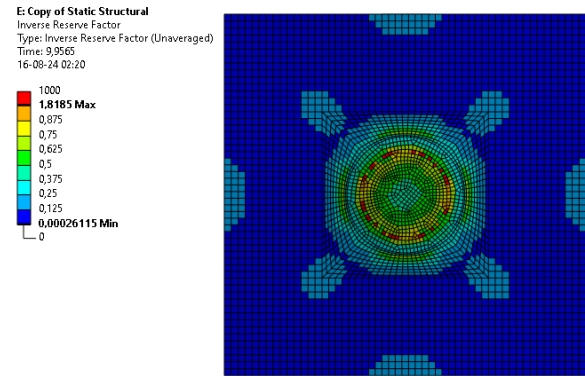 E: Copy of Static Structural
Inverse Reserve Factor
Type: Inverse Reserve Factor (Unaveraged)
Time: 9,9565
16-08-24 02:20
1000
1,8185 Max
0,875
0,75
0,625
0,5
0,375
0,25
0,125
0,00026115 Min
0